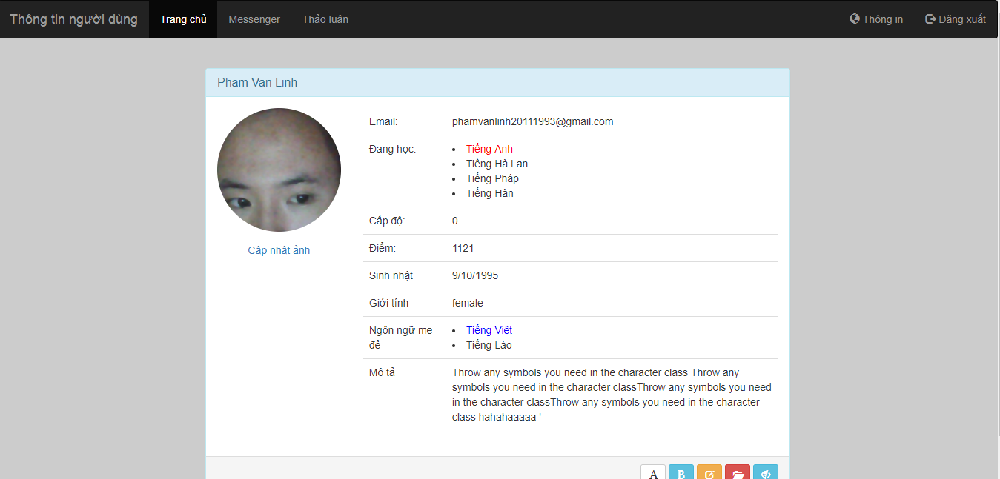 Thông tin người dùng Trang chủ Messenger Thảo luận Thông in Đăng xuất
Pham Van Linh
Email: phamvanlinh20111993@gmail.com
Đang học: Tiếng Anh
Tiếng Hà Lan
Tiếng Pháp
Tiếng Hàn
Cập nhật ảnh
Cấp độ: 0
Điểm: 1121
Sinh nhật 9/10/1995
Giới tính female
Ngôn ngữ mẹ đẻ
Tiếng Việt
Tiếng Lào
Mô tả
Throw any symbols you need in the character class Throw any
symbols you need in the character classThrow any symbols you need
in the character classThrow any symbols you need in the character
class hahahaaaaa '
A B